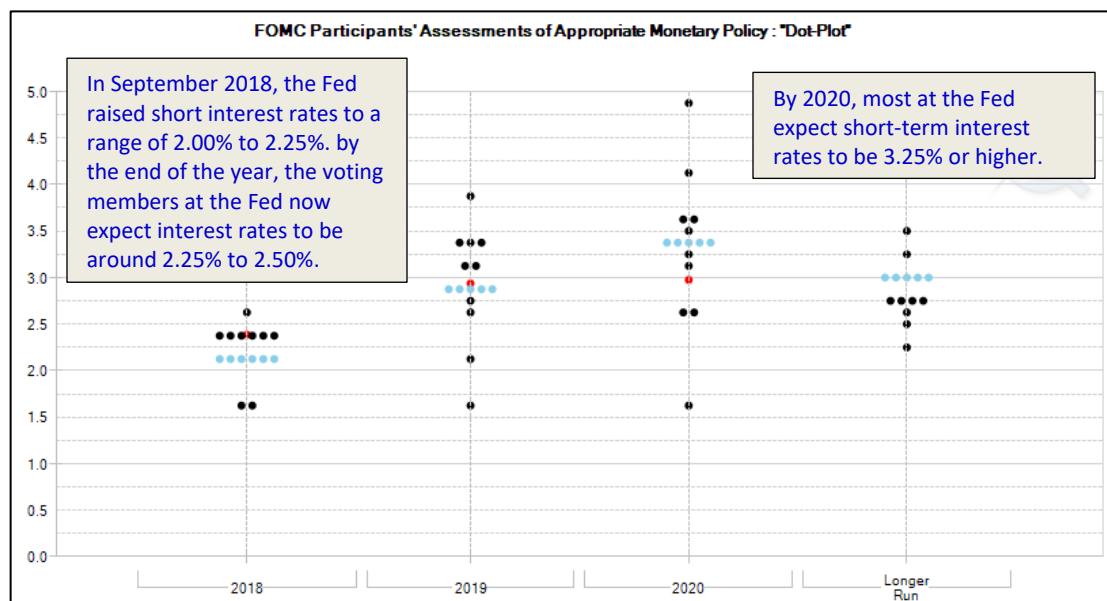 FOMC Participants' Assessments of Appropriate Monetary Policy : "Dot-Plot"
In September 2018, the Fed
raised short interest rates to a
range of 2.00% to 2.25%. by
the end of the year, the voting
members at the Fed now
expect interest rates to be
around 2.25% to 2.50%.
By 2020, most at the Fed
expect short-term interest
rates to be 3.25% or higher.
5.0
4.5
4.0
3.5
3.0
2.5
2.0
1.5
1.0
0.5
0.0
2018
2019
2020
Longer
Run